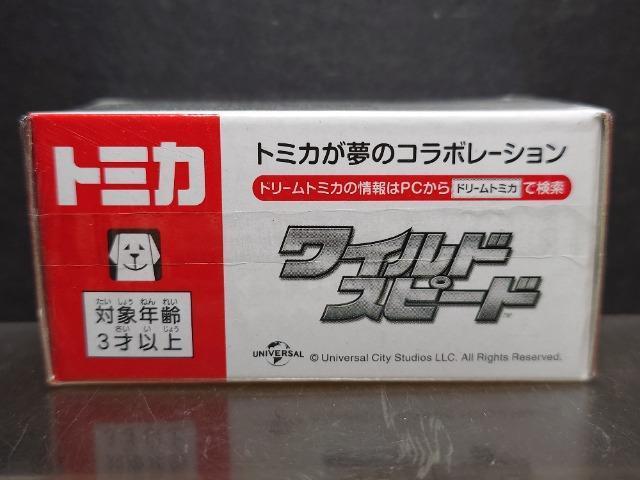 トミカ
たいしょうねんれい
対象年齢
さいいじょう
3才以上
トミカが夢のコラボレーション
ドリームトミカの情報はPCから ドリームトミカ で検索
ワイルド
スピード
TM
UNIVERSAL
© Universal City Studios LLC. All Rights Reserved.